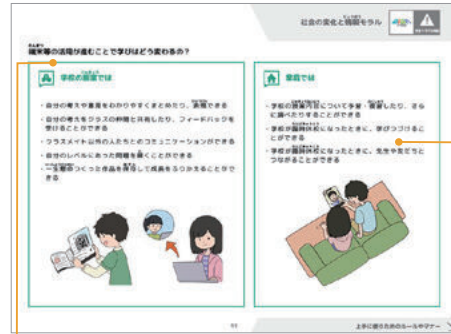 社会の変化と情報モラル
端末等の活用が進むことで学びはどう変わるの?
学校の授業では
・自分の考えや意見をわかりやすくまとめたり、表現できる
・自分の考えをクラスの仲間と共有したり、フィードバックを
受けることができる
・クラスメイト以外の人たちとのコミュニケーションができる
・自分のレベルにあった問題を解くことができる
・一生懸命つくった作品を保存して成長をふりかえることがで
きる
家庭では
・学校の授業内容について予習・復習したり、さら
に調べたりすることができる
・学校が臨時休校になったときに、学びつづけるこ
とができる
・学校が臨時休校になったときに、先生や友だちと
つながることができる
上手に使うためのルールやマナー